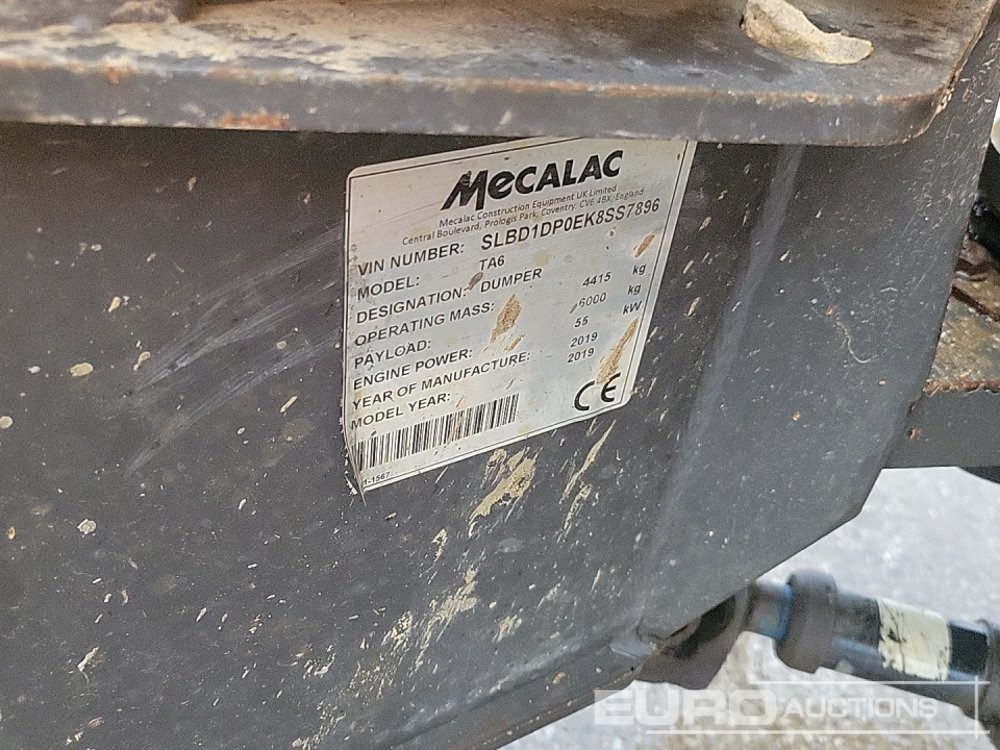 MECALAC
Mecalac Construction Equipment UK Limited
Central Boulevard, Prologis Park, Coventry, CV6 4BX, England
VIN NUMBER: SLBD1DP0EK8SS7896
MODEL: TA6
DESIGNATION: DUMPER
OPERATING MASS: 4415 kg
PAYLOAD: 6000 kg
ENGINE POWER: 55 kW
YEAR OF MANUFACTURE: 2019
MODEL YEAR: 2019
CE
1-1567
EURO AUCTIONS